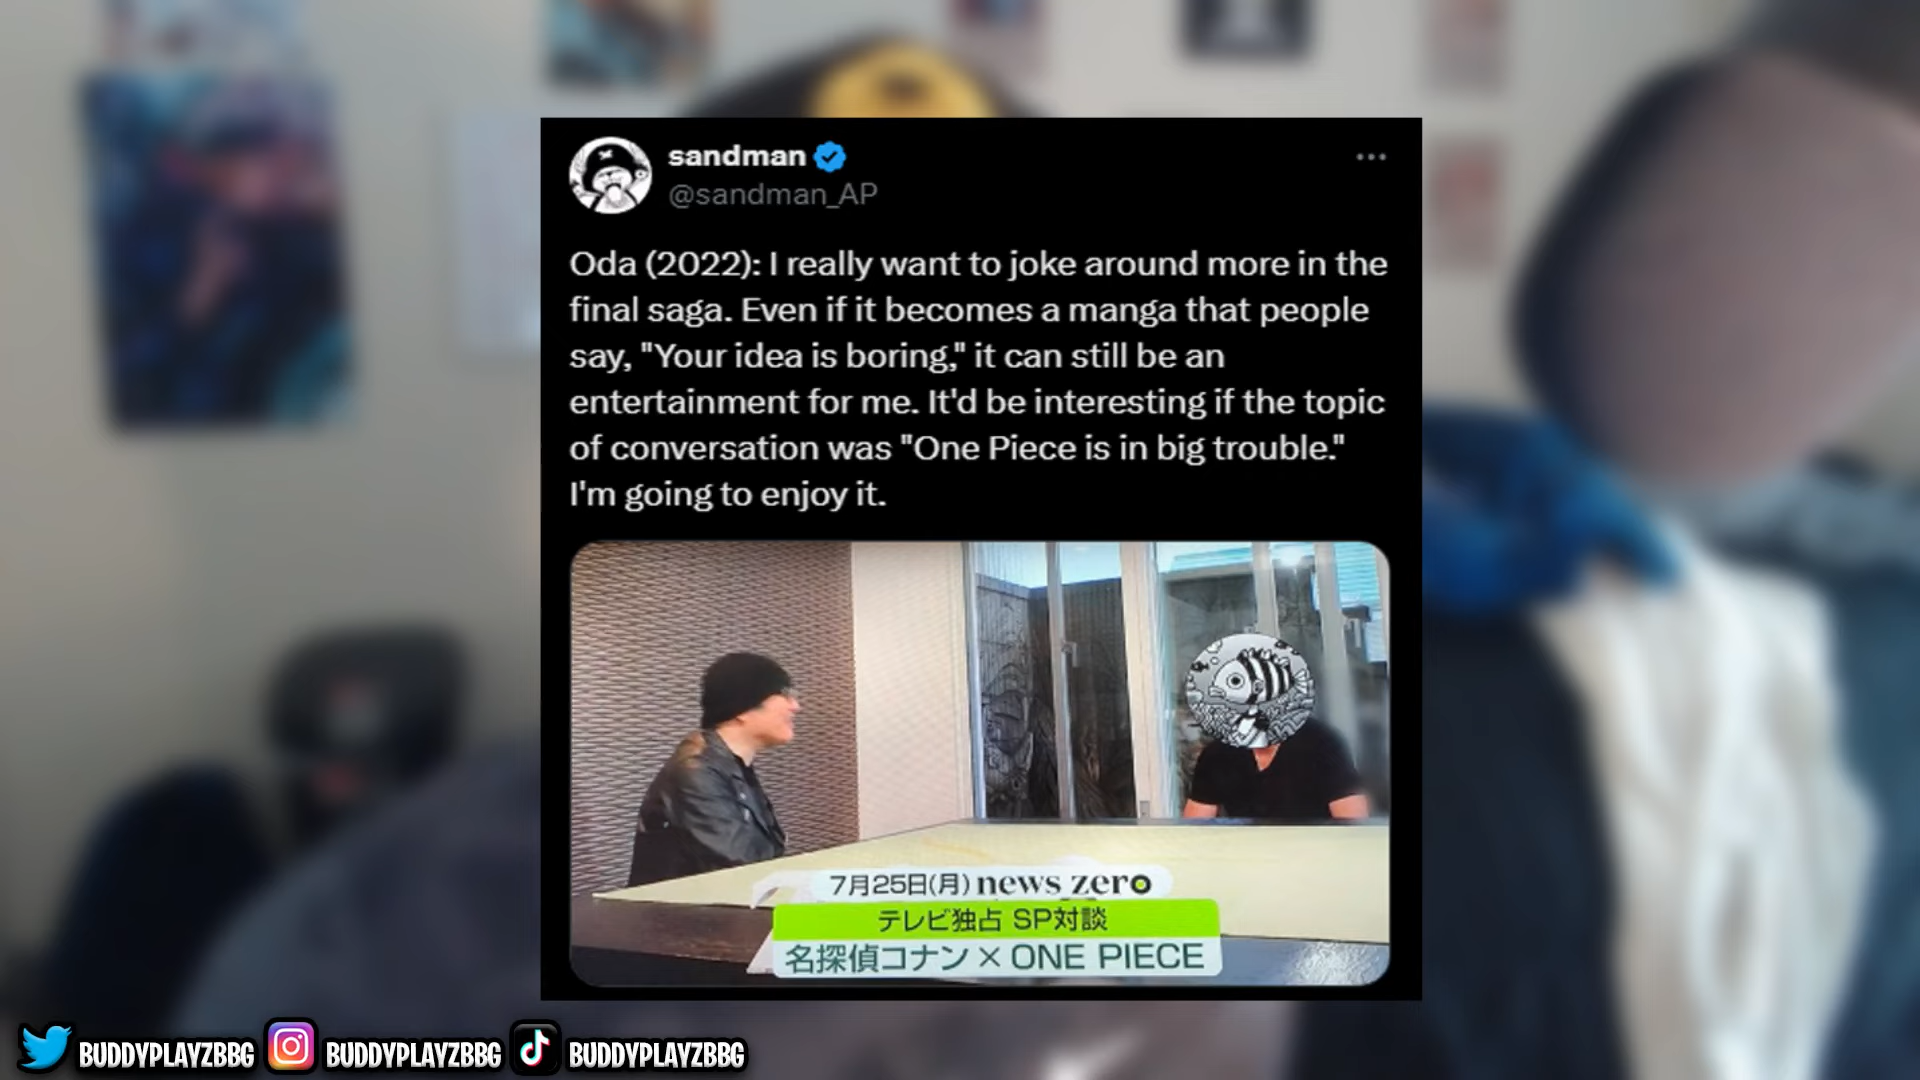 sandman
@sandman_AP
Oda (2022): I really want to joke around more in the
final saga. Even if it becomes a manga that people
say, "Your idea is boring," it can still be an
entertainment for me. It'd be interesting if the topic
of conversation was "One Piece is in big trouble."
I'm going to enjoy it.
7月25日(月) news zero
テレビ独占 SP対談
名探偵コナン×ONE PIECE
BUDDYPLAYZBBG BUDDYPLAYZBBG BUDDYPLAYZBBG